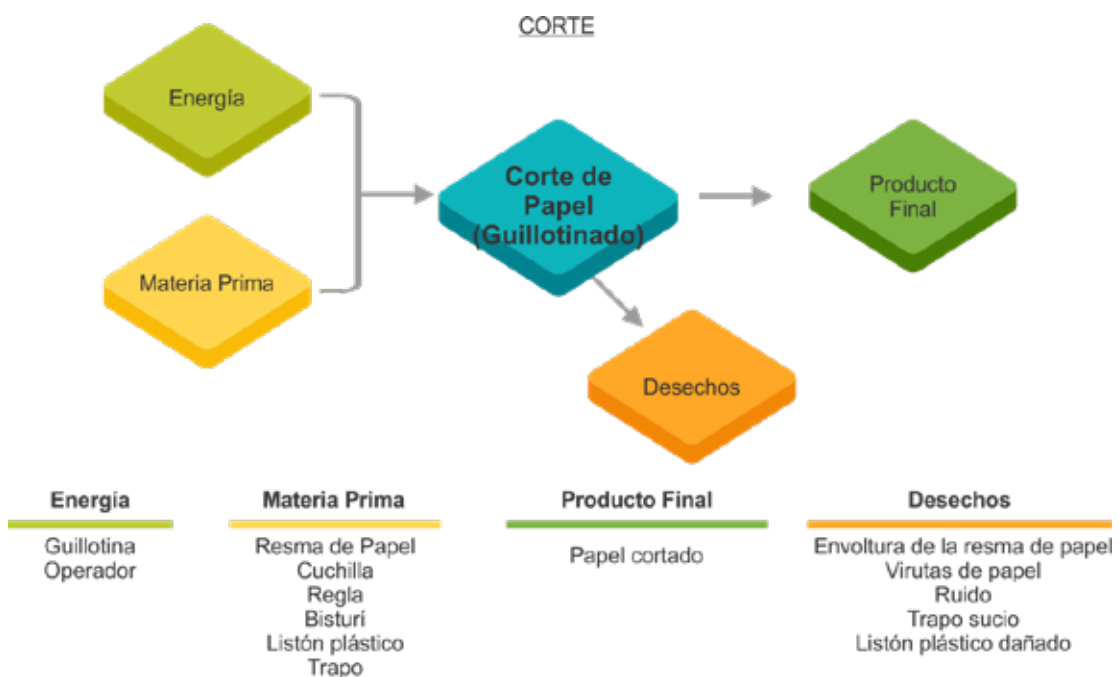 CORTE
Energía
Materia Prima
Corte de
Papel
(Guillotinado)
Producto
Final
Desechos
Energía
Guillotina
Operador
Materia Prima
Resma de Papel
Cuchilla
Regla
Bisturí
Listón plástico
Trapo
Producto Final
Papel cortado
Desechos
Envoltura de la resma de papel
Virutas de papel
Ruido
Trapo sucio
Listón plástico dañado